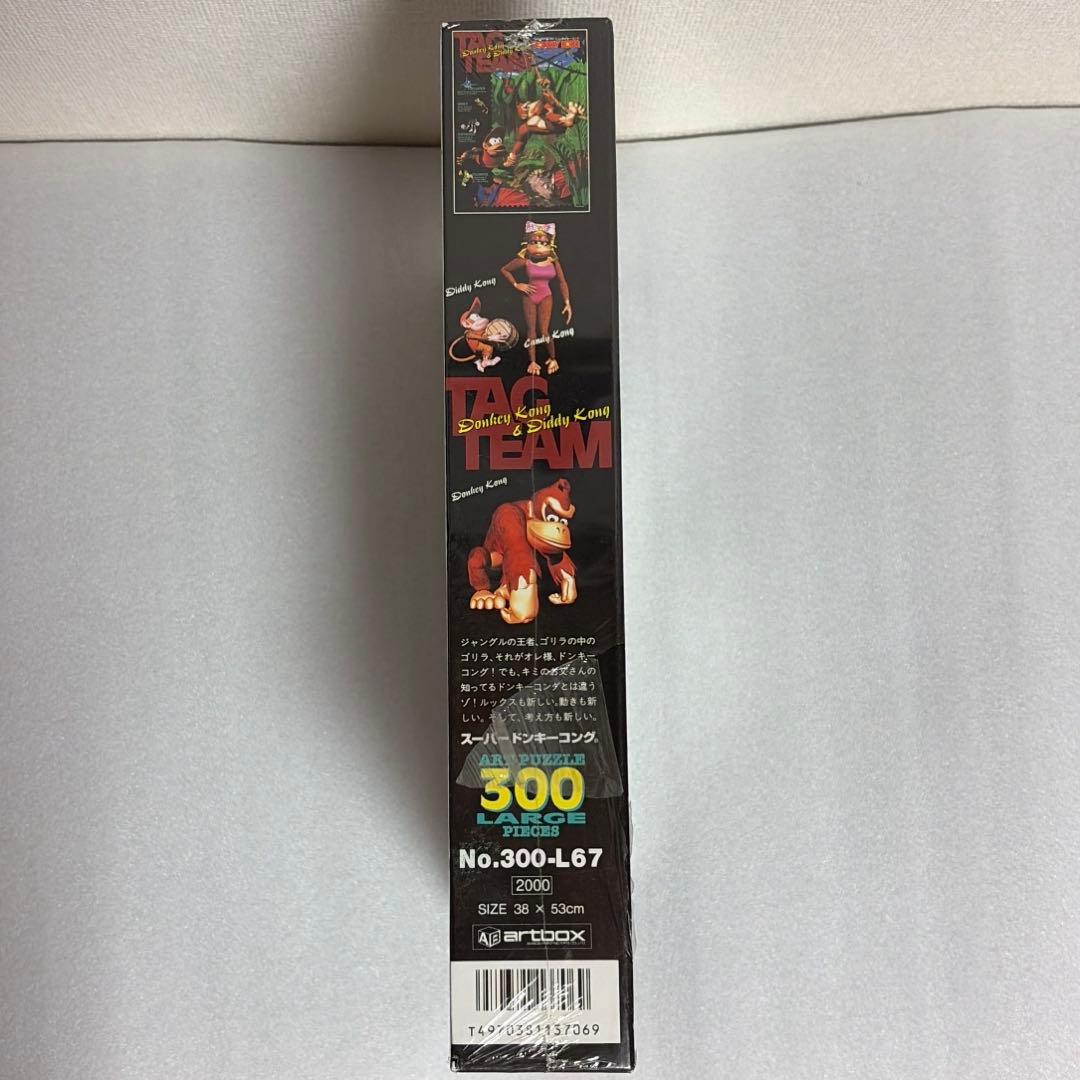 TAG
TEAM
Donkey Kong
& Diddy Kong
Diddy Kong
Candy Kong
TAG
Donkey Kong
& Diddy Kong
TEAM
Donkey Kong
ジャングルの王者、ゴリラの中の
ゴリラ、それがオレ様、ドンキー
コング!でも、キミのお父さんの
知ってるドンキーコングとは違う
ゾ!ルックスも新しい。動きも新
しい。そして、考え方も新しい。
スーパードンキーコング®
ART PUZZLE
300
LARGE
PIECES
No.300-L67
2000
SIZE 38 × 53cm
artbox
T4970381137069